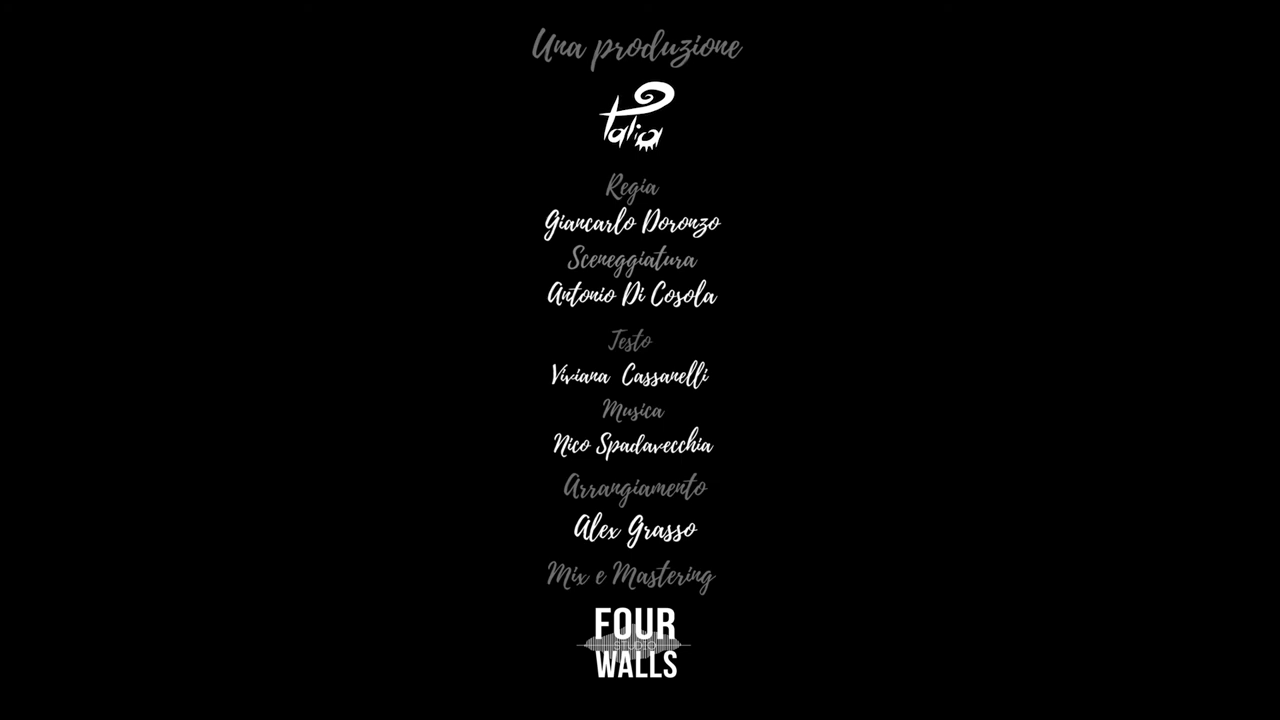 Una produzione
Talia
Regia
Giancarlo Doronzo
Sceneggiatura
Antonio Di Cosola
Testo
Viviana Cassanelli
Musica
Nico Spadavecchia
Arrangiamento
Alex Grasso
Mix e Mastering
FOUR
STUDIO
WALLS